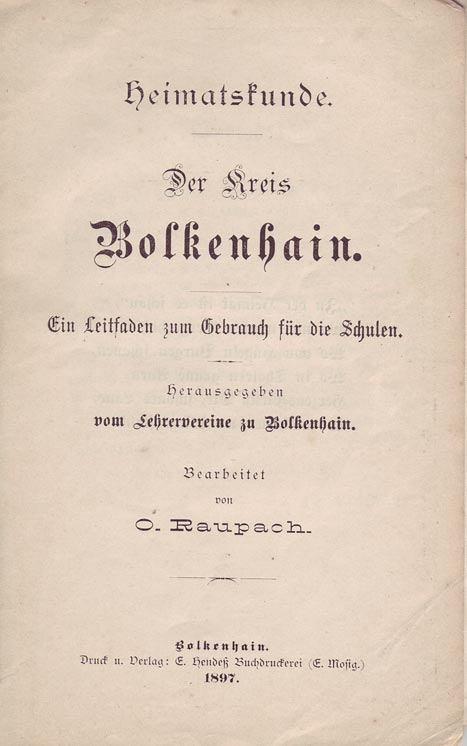 Heimatskunde.
Der Kreis
Bolkenhain.
Ein Leitfaden zum Gebrauch für die Schulen.
Herausgegeben
vom Lehrervereine zu Bolkenhain.
Bearbeitet
von
O. Raupach.
Bolkenhain.
Druck u. Verlag: E. Hendeß Buchdruckerei (E. Mosig.)
1897.